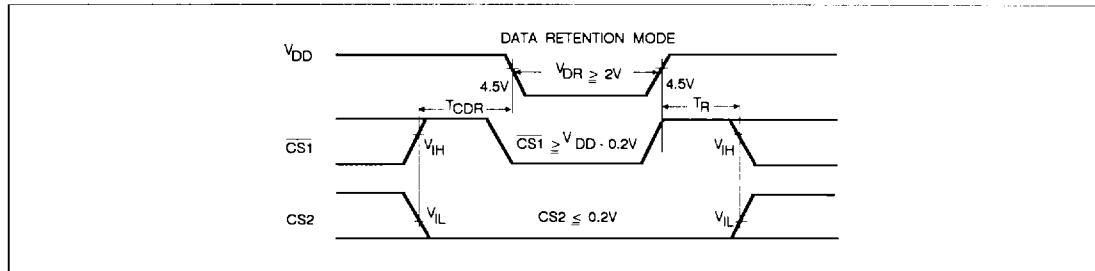 DATA RETENTION MODE
VDD
VDR ≧ 2V
4.5V
4.5V
TCDR
TR
CS1
VIH
CS1 ≧ VDD - 0.2V
VIH
CS2
VIL
CS2 ≦ 0.2V
VIL